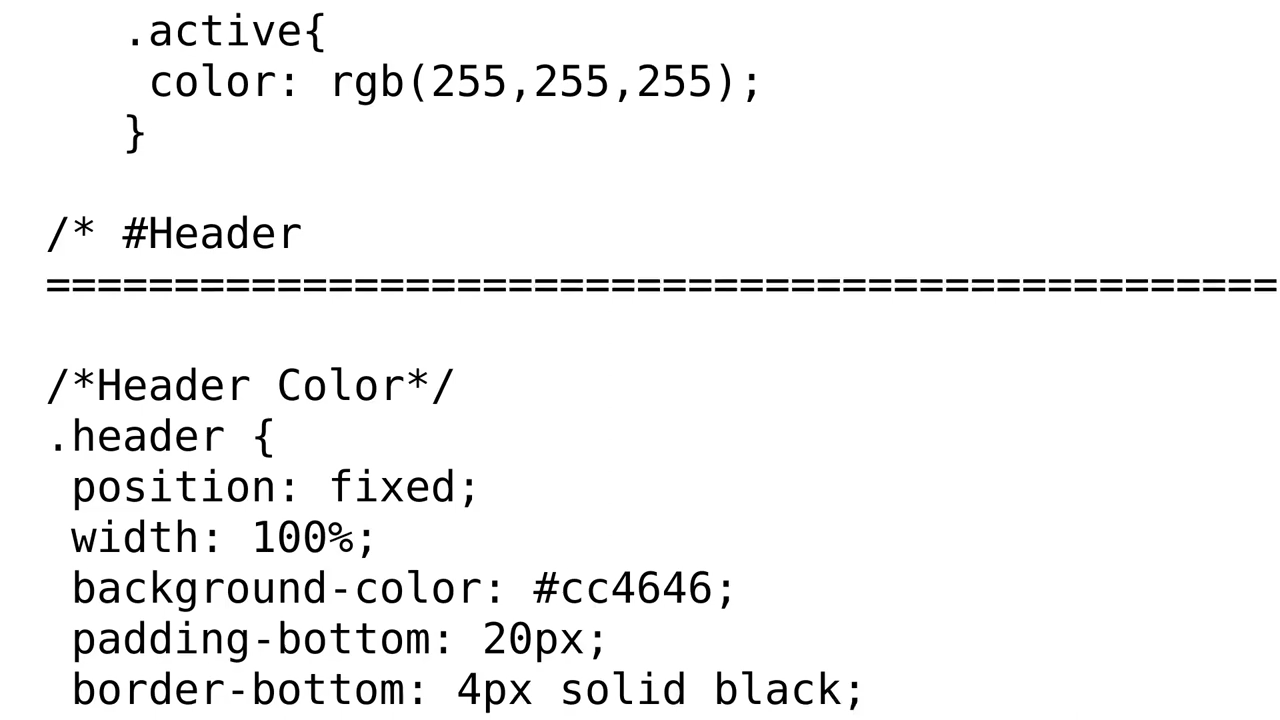 .active{
color: rgb(255,255,255);
}
/* #Header
================================================
/*Header Color*/
.header {
position: fixed;
width: 100%;
background-color: #cc4646;
padding-bottom: 20px;
border-bottom: 4px solid black;